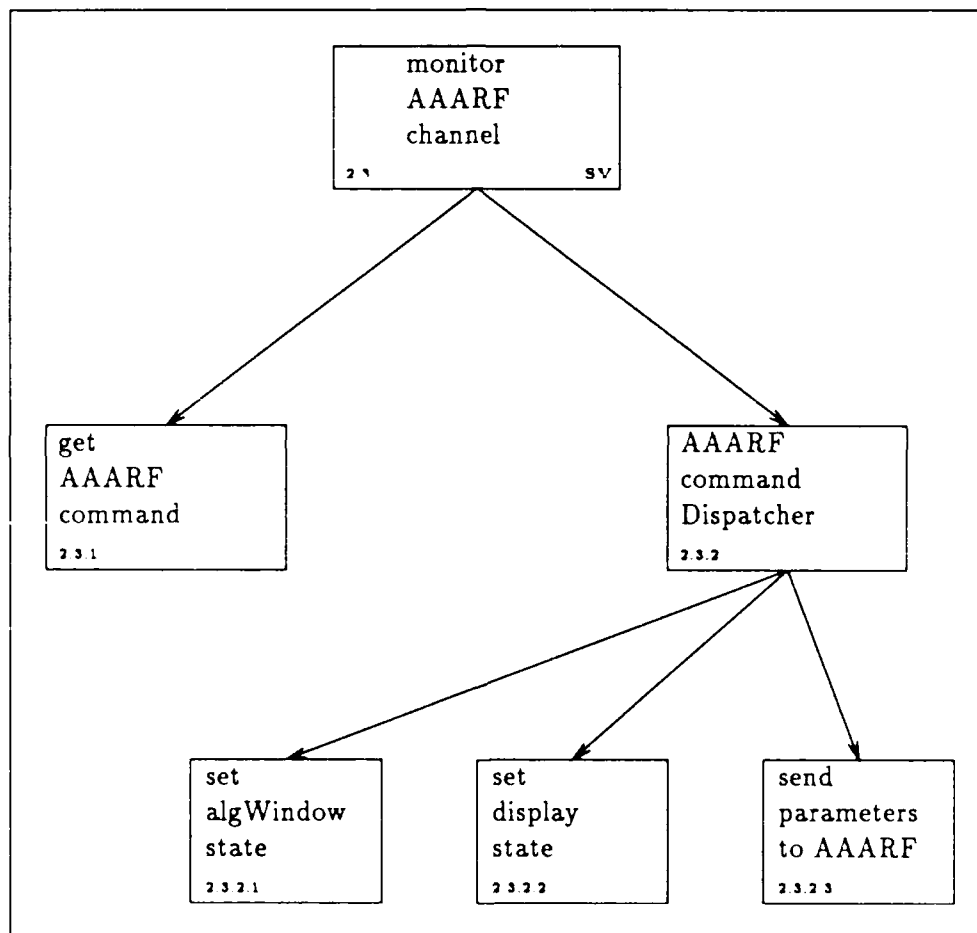 monitor
AAARF
channel
2.3 SV
get
AAARF
command
2.3.1
AAARF
command
Dispatcher
2.3.2
set
algWindow
state
2.3.2.1
set
display
state
2.3.2.2
send
parameters
to AAARF
2.3.2.3